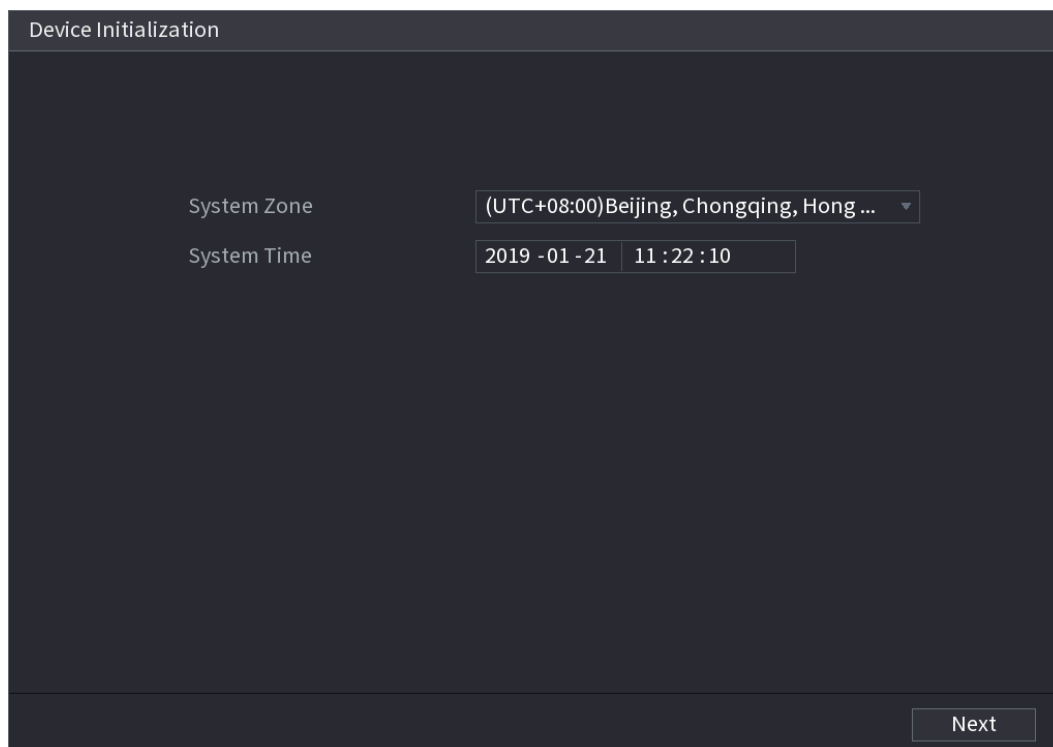 Device Initialization
System Zone (UTC+08:00)Beijing, Chongqing, Hong ...
System Time 2019 -01 -21 11 : 22 : 10
Next